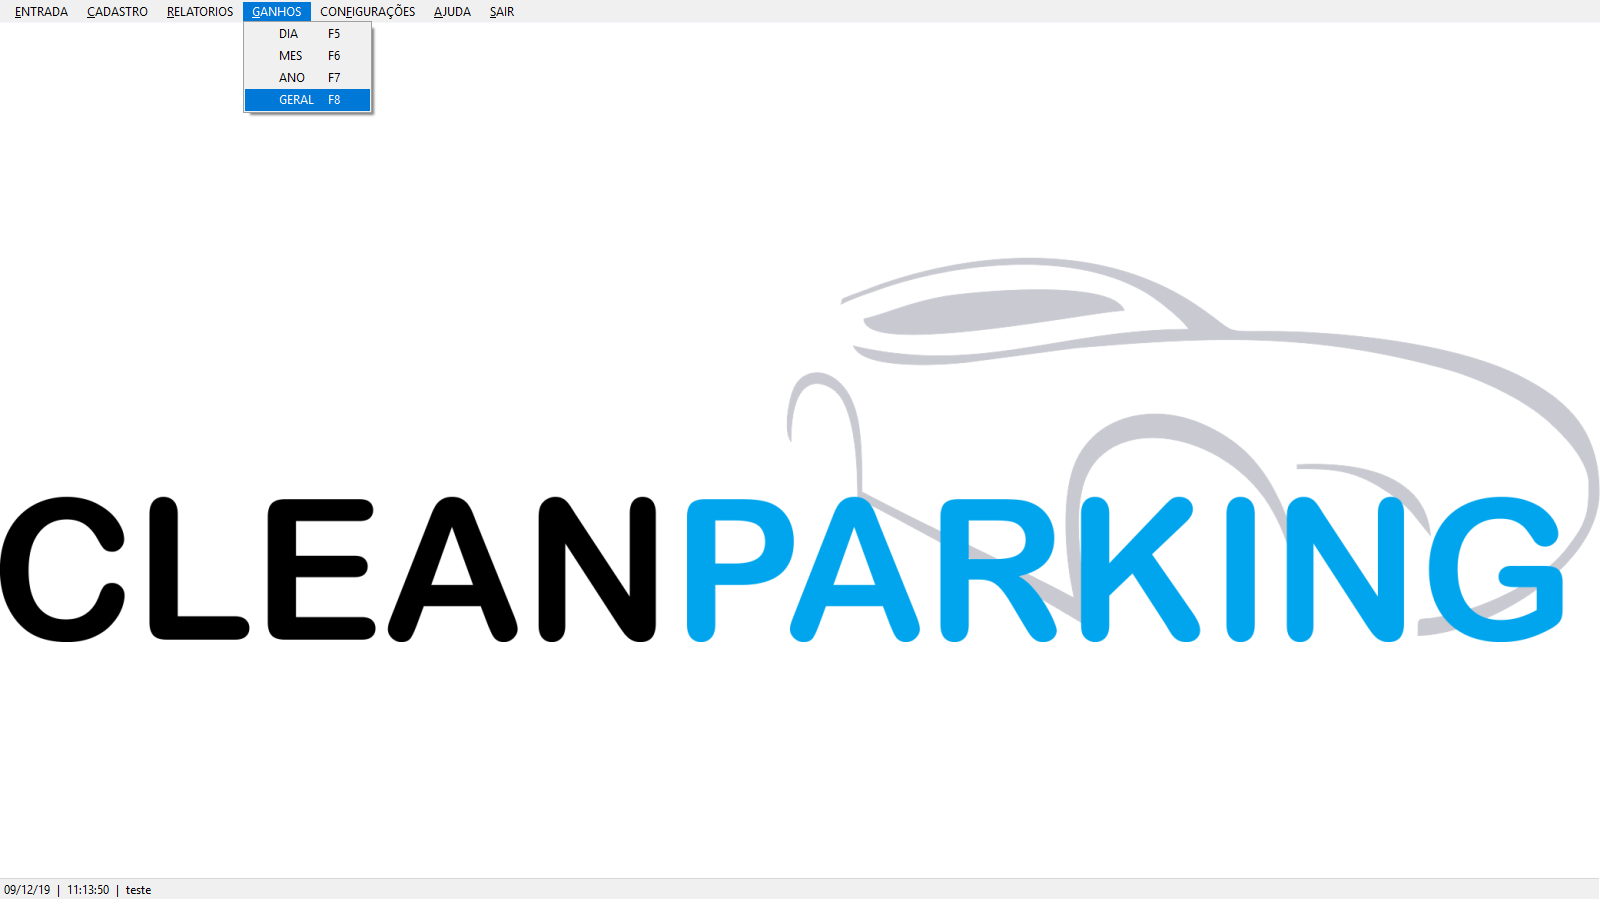 ENTRADA CADASTRO RELATORIOS GANHOS CONFIGURAÇÕES AJUDA SAIR
DIA F5
MES F6
ANO F7
GERAL F8
CLEANPARKING
09/12/19 | 11:13:50 | teste